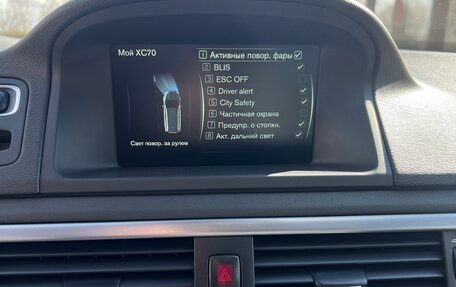 Мой XC70
1 Активные повор. фары
2 BLIS
3 ESC OFF
4 Driver alert
5 City Safety
6 Частичная охрана
7 Предупр. о столкн.
8 Акт. дальний свет
Свет повор. за рулем